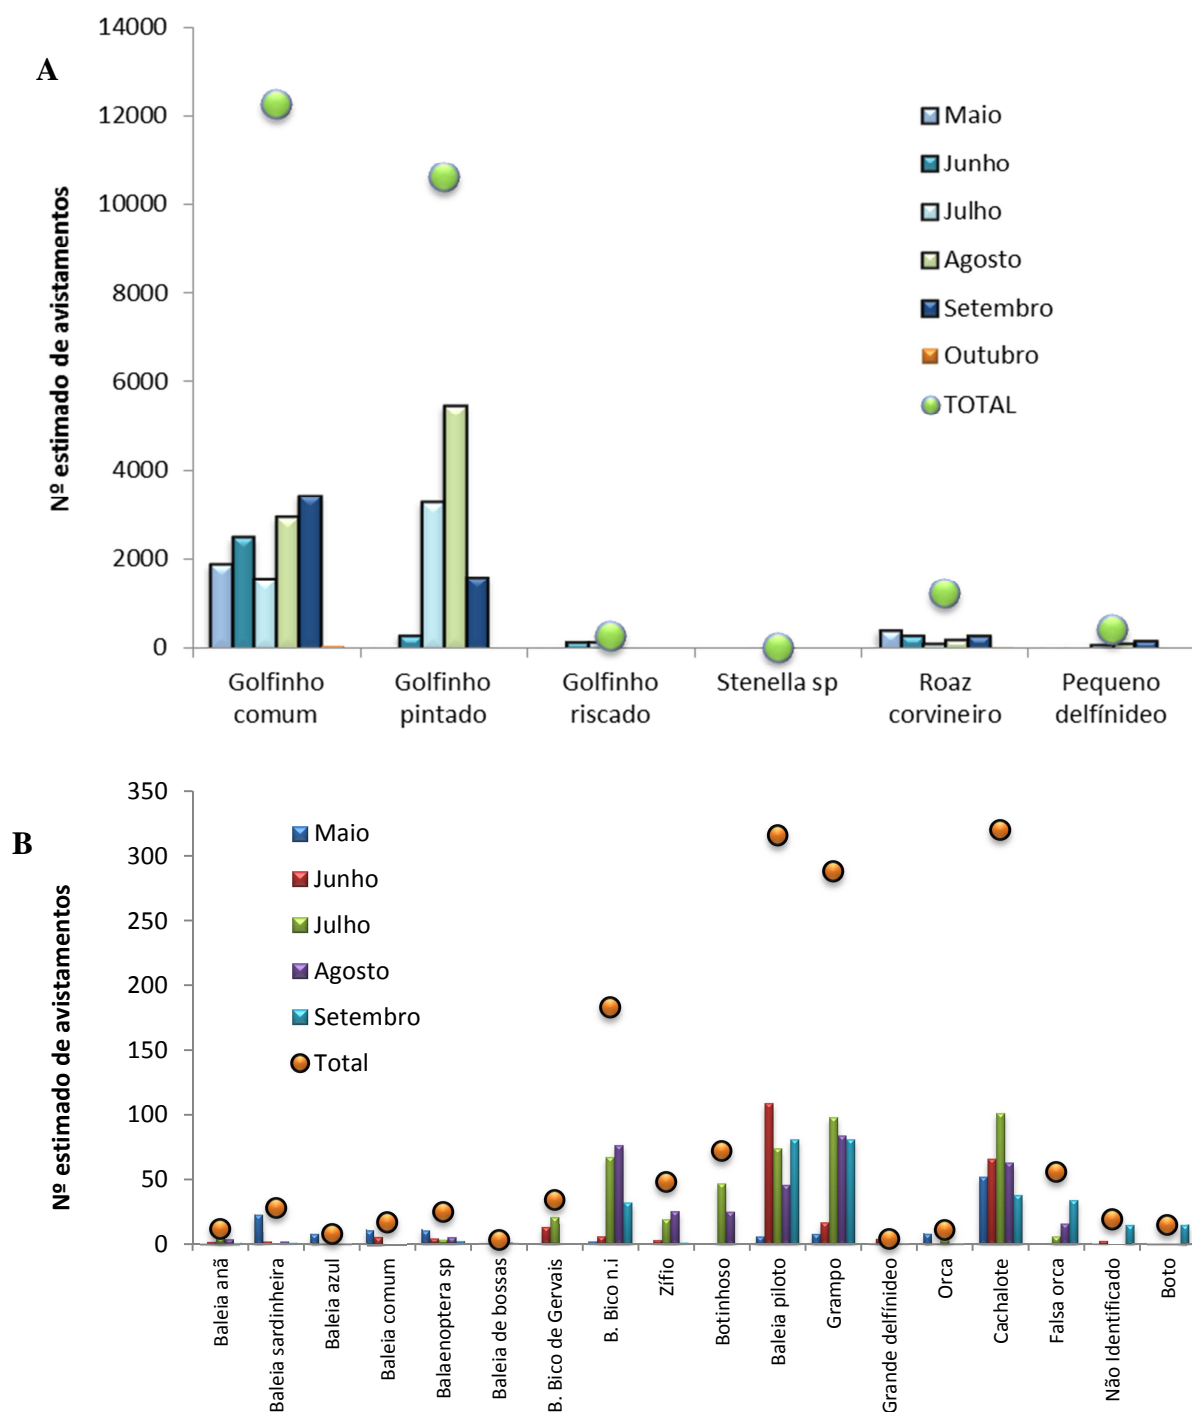 A
Nº estimado de avistamentos
14000
12000
10000
8000
6000
4000
2000
0
Maio
Junho
Julho
Agosto
Setembro
Outubro
TOTAL
Golfinho
comum
Golfinho
pintado
Golfinho
riscado
Stenella sp
Roaz
corvineiro
Pequeno
delfínideo
B
Nº estimado de avistamentos
350
300
250
200
150
100
50
0
Maio
Junho
Julho
Agosto
Setembro
Total
Baleia anã
Baleia sardinheira
Baleia azul
Baleia comum
Balaenoptera sp
Baleia de bossas
B. Bico de Gervais
B. Bico n.i
Zífio
Botinhoso
Baleia piloto
Grampo
Grande delfínideo
Orca
Cachalote
Falsa orca
Não Identificado
Boto